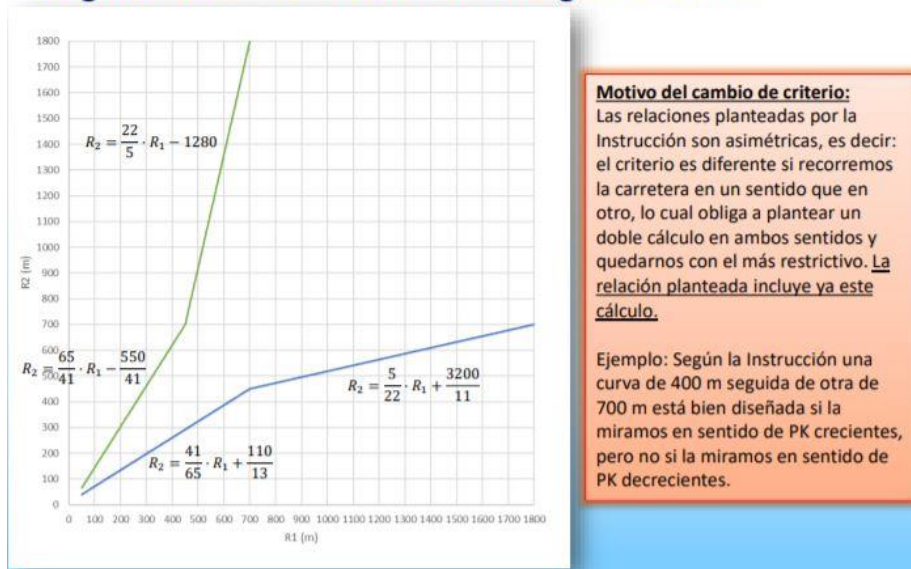 1800
1700
1600
1500
1400
1300
1200
1100
1000
900
800
700
600
500
400
300
200
100
0
R2 (m)
0 100 200 300 400 500 600 700 800 900 1000 1100 1200 1300 1400 1500 1600 1700 1800
R1 (m)
R₂ = 22/5 · R₁ − 1280
R₂ = 65/41 · R₁ − 550/41
R₂ = 5/22 · R₁ + 3200/11
R₂ = 41/65 · R₁ + 110/13
Motivo del cambio de criterio:
Las relaciones planteadas por la
Instrucción son asimétricas, es decir:
el criterio es diferente si recorremos
la carretera en un sentido que en
otro, lo cual obliga a plantear un
doble cálculo en ambos sentidos y
quedarnos con el más restrictivo. La
relación planteada incluye ya este
cálculo.
Ejemplo: Según la Instrucción una
curva de 400 m seguida de otra de
700 m está bien diseñada si la
miramos en sentido de PK crecientes,
pero no si la miramos en sentido de
PK decrecientes.